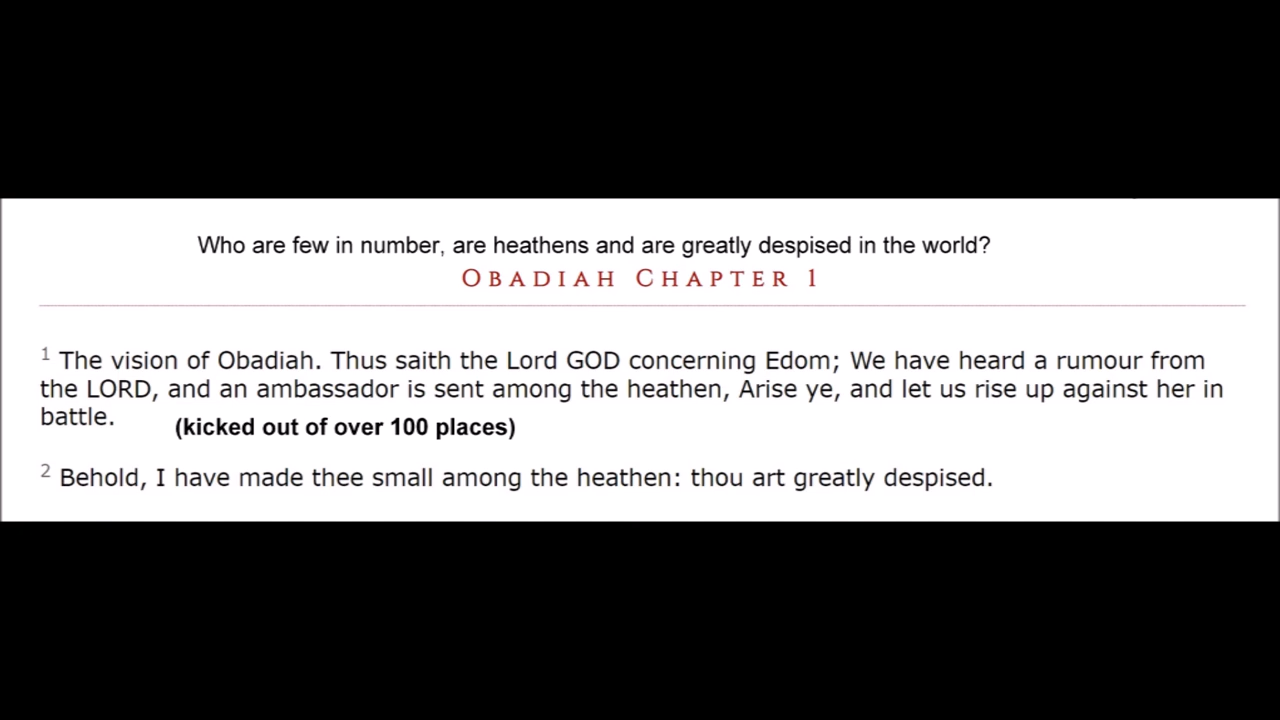 Who are few in number, are heathens and are greatly despised in the world?
OBADIAH CHAPTER 1
1 The vision of Obadiah. Thus saith the Lord GOD concerning Edom; We have heard a rumour from
the LORD, and an ambassador is sent among the heathen, Arise ye, and let us rise up against her in
battle.
(kicked out of over 100 places)
2 Behold, I have made thee small among the heathen: thou art greatly despised.